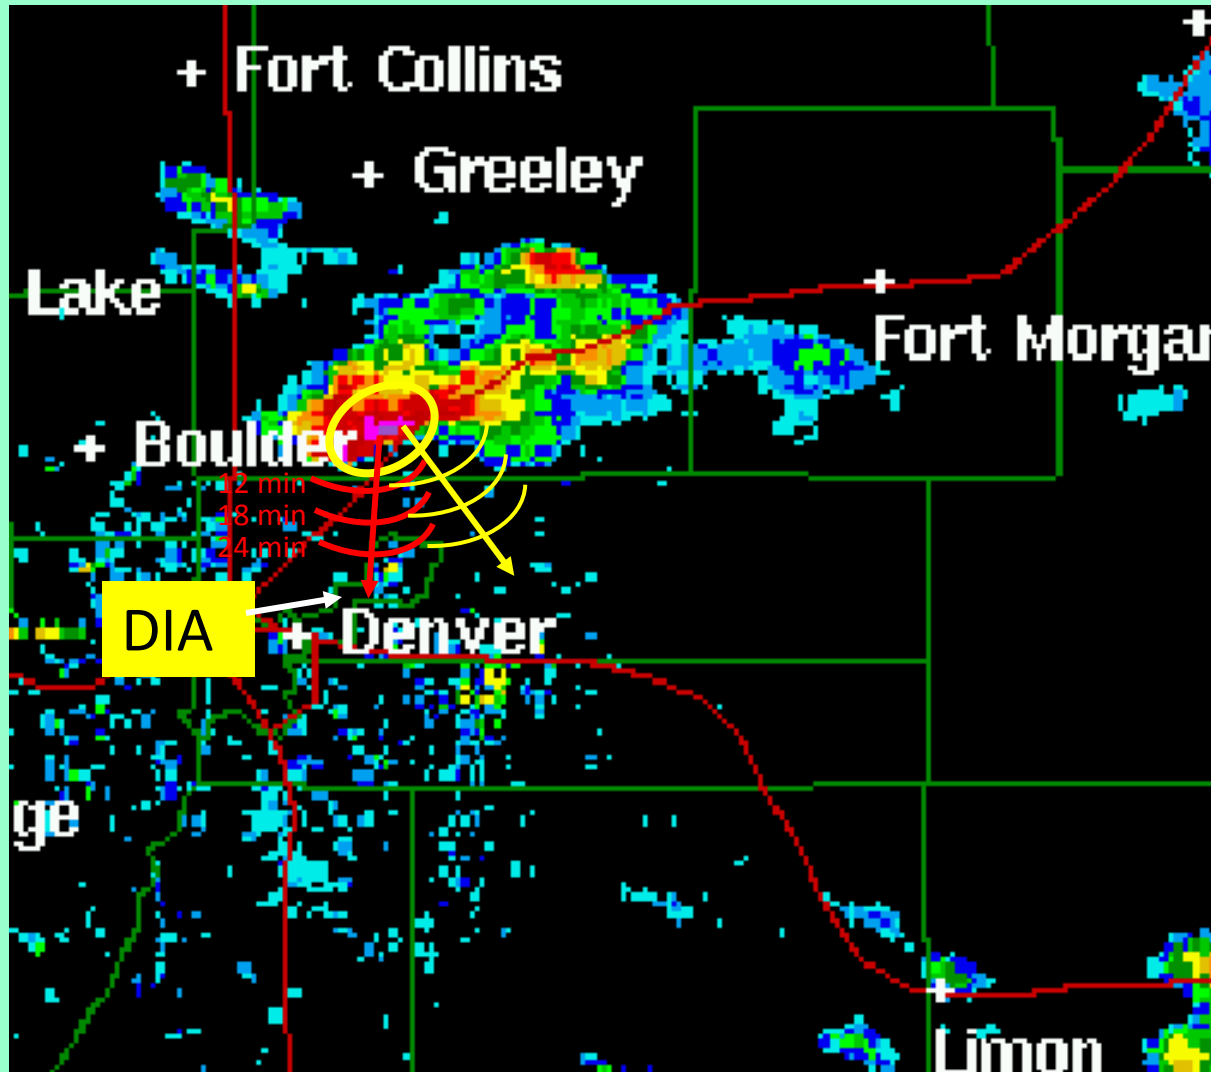 Fort Collins
Greeley
Lake
Fort Morgan
Boulder
12 min
18 min
24 min
DIA
Denver
ge
Limon